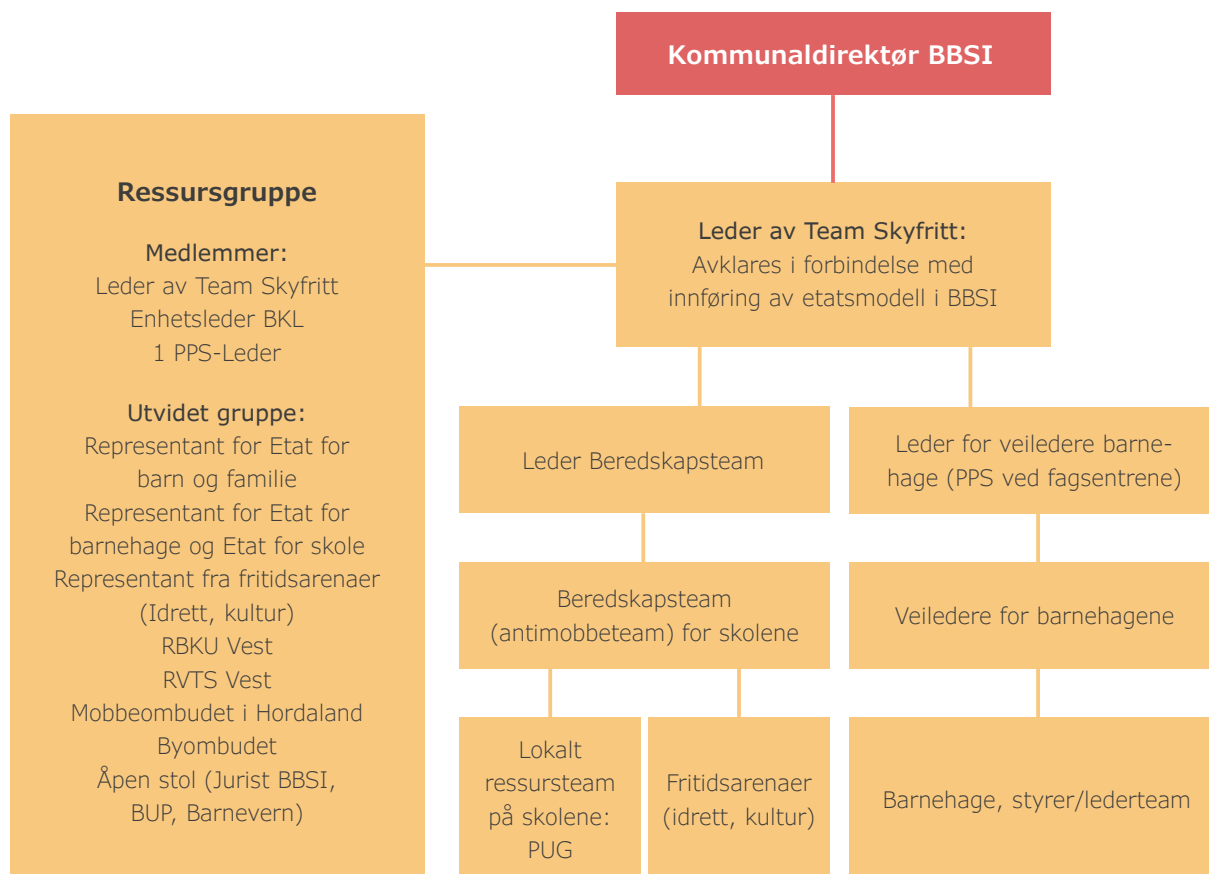 Kommunaldirektør BBSI
Ressursgruppe
Medlemmer:
Leder av Team Skyfritt
Enhetsleder BKL
1 PPS-Leder
Utvidet gruppe:
Representant for Etat for
barn og familie
Representant for Etat for
barnehage og Etat for skole
Representant fra fritidsarenaer
(Idrett, kultur)
RBKU Vest
RVTS Vest
Mobbeombudet i Hordaland
Byombudet
Åpen stol (Jurist BBSI,
BUP, Barnevern)
Leder av Team Skyfritt:
Avklares i forbindelse med
innføring av etatsmodell i BBSI
Leder Beredskapsteam
Leder for veiledere barne-
hage (PPS ved fagsentrene)
Beredskapsteam
(antimobbeteam) for skolene
Veiledere for barnehagene
Lokalt
ressursteam
på skolene:
PUG
Fritidsarenaer
(idrett, kultur)
Barnehage, styrer/lederteam